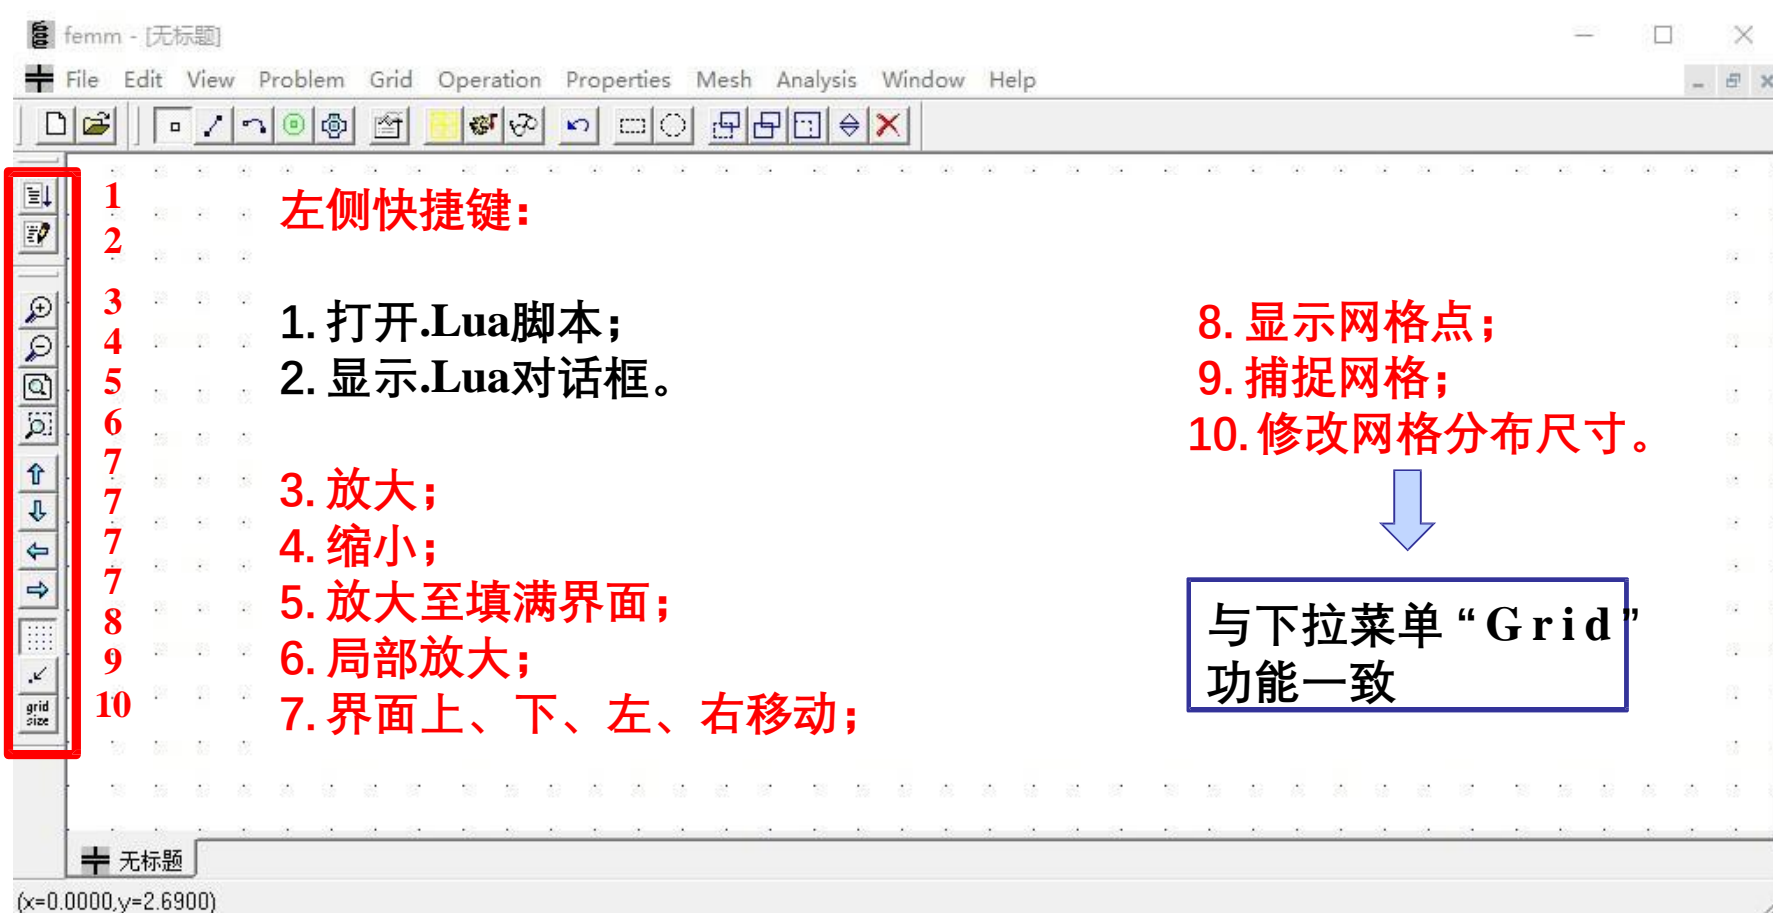 femm - [无标题]
File Edit View Problem Grid Operation Properties Mesh Analysis Window Help
1
2
3
4
5
6
7
7
7
7
8
9
10
grid
size
左侧快捷键：
1. 打开.Lua脚本；
2. 显示.Lua对话框。
3. 放大；
4. 缩小；
5. 放大至填满界面；
6. 局部放大；
7. 界面上、下、左、右移动；
8. 显示网格点；
9. 捕捉网格；
10. 修改网格分布尺寸。
与下拉菜单“Grid”
功能一致
无标题
(x=0.0000,y=2.6900)